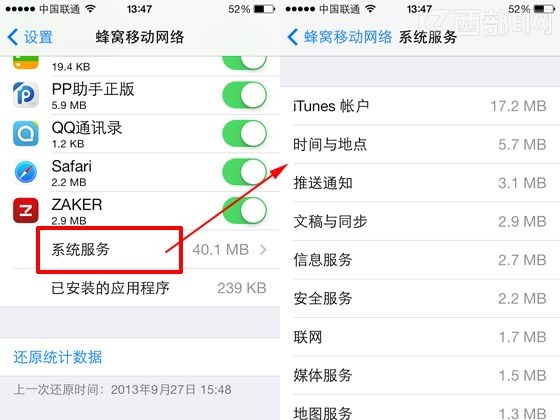 中国联通 13:47 52%
设置 蜂窝移动网络
19.4 KB
PP助手正版
5.9 MB
QQ通讯录
1.2 KB
Safari
2.2 MB
ZAKER
2.9 MB
系统服务 40.1 MB
已安装的应用程序 239 KB
还原统计数据
上一次还原时间：2013年9月27日 15:48
中国联通 13:47 52%
蜂窝移动网络 系统服务
iTunes 帐户 17.2 MB
时间与地点 5.7 MB
推送通知 3.1 MB
文稿与同步 2.9 MB
信息服务 2.7 MB
安全服务 2.2 MB
联网 1.7 MB
媒体服务 1.5 MB
地图服务 1.4 MB
西部E网